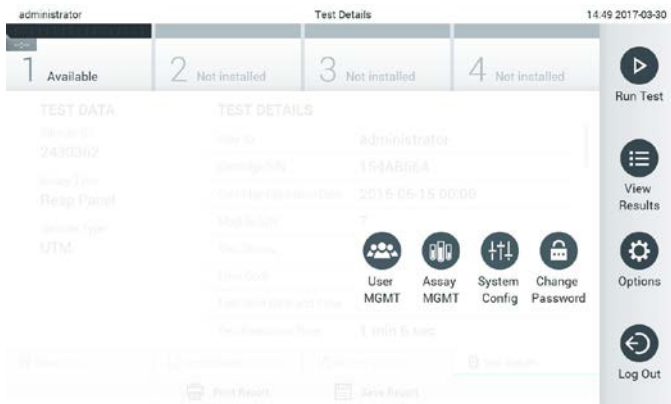 administrator Test Details 14:49 2017-03-30
1 Available 2 Not installed 3 Not installed 4 Not installed
Run Test
TEST DATA TEST DETAILS
administrator
2430362
154AB664
View
Results
Resp Panel 2016-06-15 00:00
UTM
User Assay System Change
MGMT MGMT Config Password
Options
1 min 6 sec
Print Report Save Report
Log Out